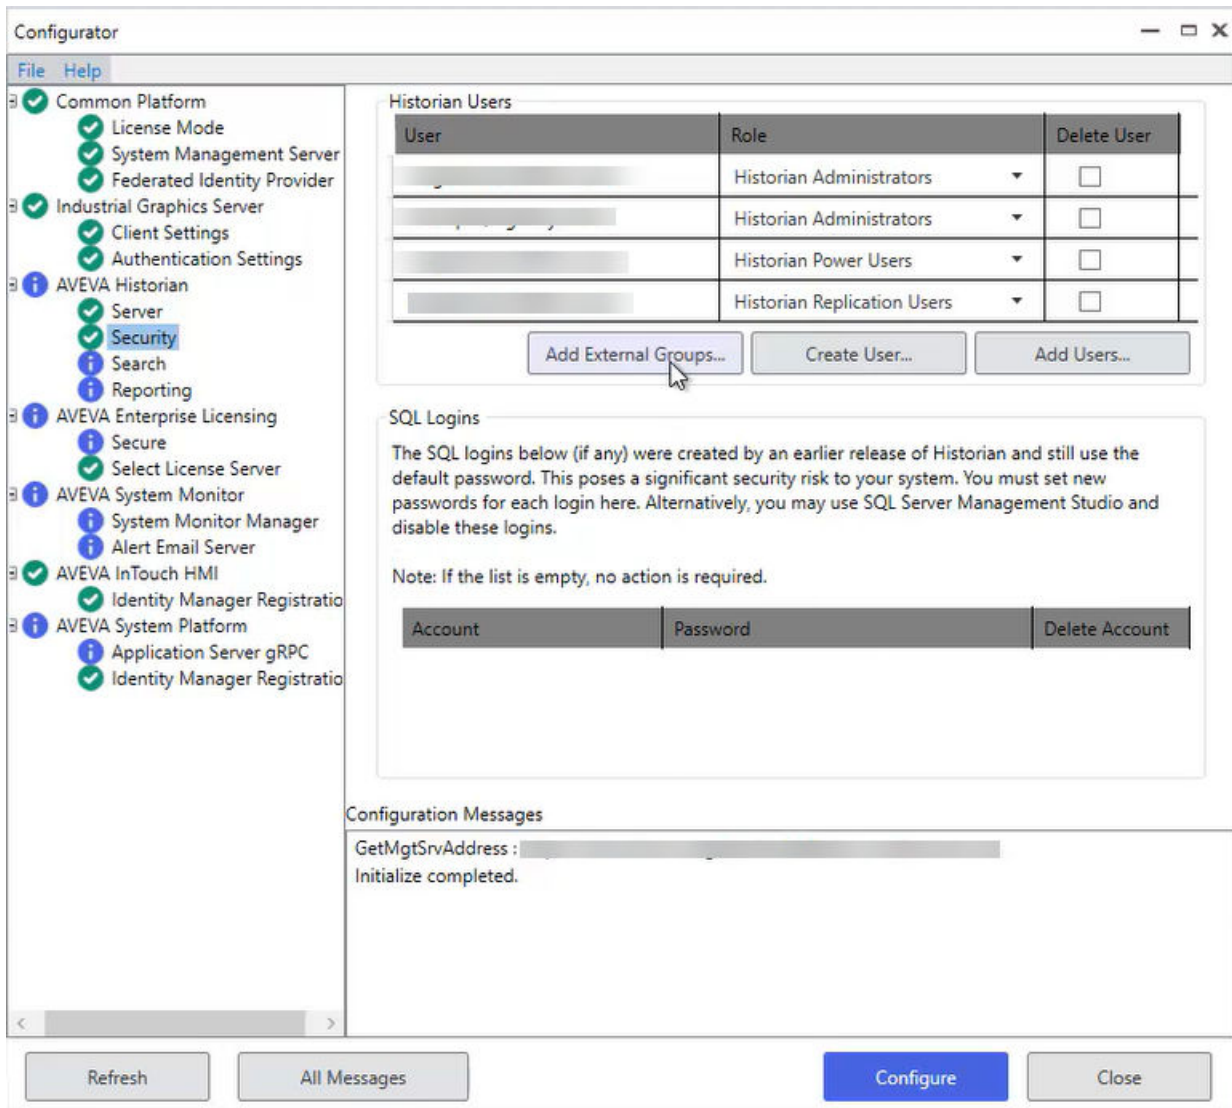 Configurator
File Help
Common Platform
License Mode
System Management Server
Federated Identity Provider
Industrial Graphics Server
Client Settings
Authentication Settings
AVEVA Historian
Server
Security
Search
Reporting
AVEVA Enterprise Licensing
Secure
Select License Server
AVEVA System Monitor
System Monitor Manager
Alert Email Server
AVEVA InTouch HMI
Identity Manager Registratio
AVEVA System Platform
Application Server gRPC
Identity Manager Registratio
Historian Users
User Role Delete User
Historian Administrators
Historian Administrators
Historian Power Users
Historian Replication Users
Add External Groups... Create User... Add Users...
SQL Logins
The SQL logins below (if any) were created by an earlier release of Historian and still use the
default password. This poses a significant security risk to your system. You must set new
passwords for each login here. Alternatively, you may use SQL Server Management Studio and
disable these logins.
Note: If the list is empty, no action is required.
Account Password Delete Account
Configuration Messages
GetMgtSrvAddress :
Initialize completed.
Refresh All Messages Configure Close